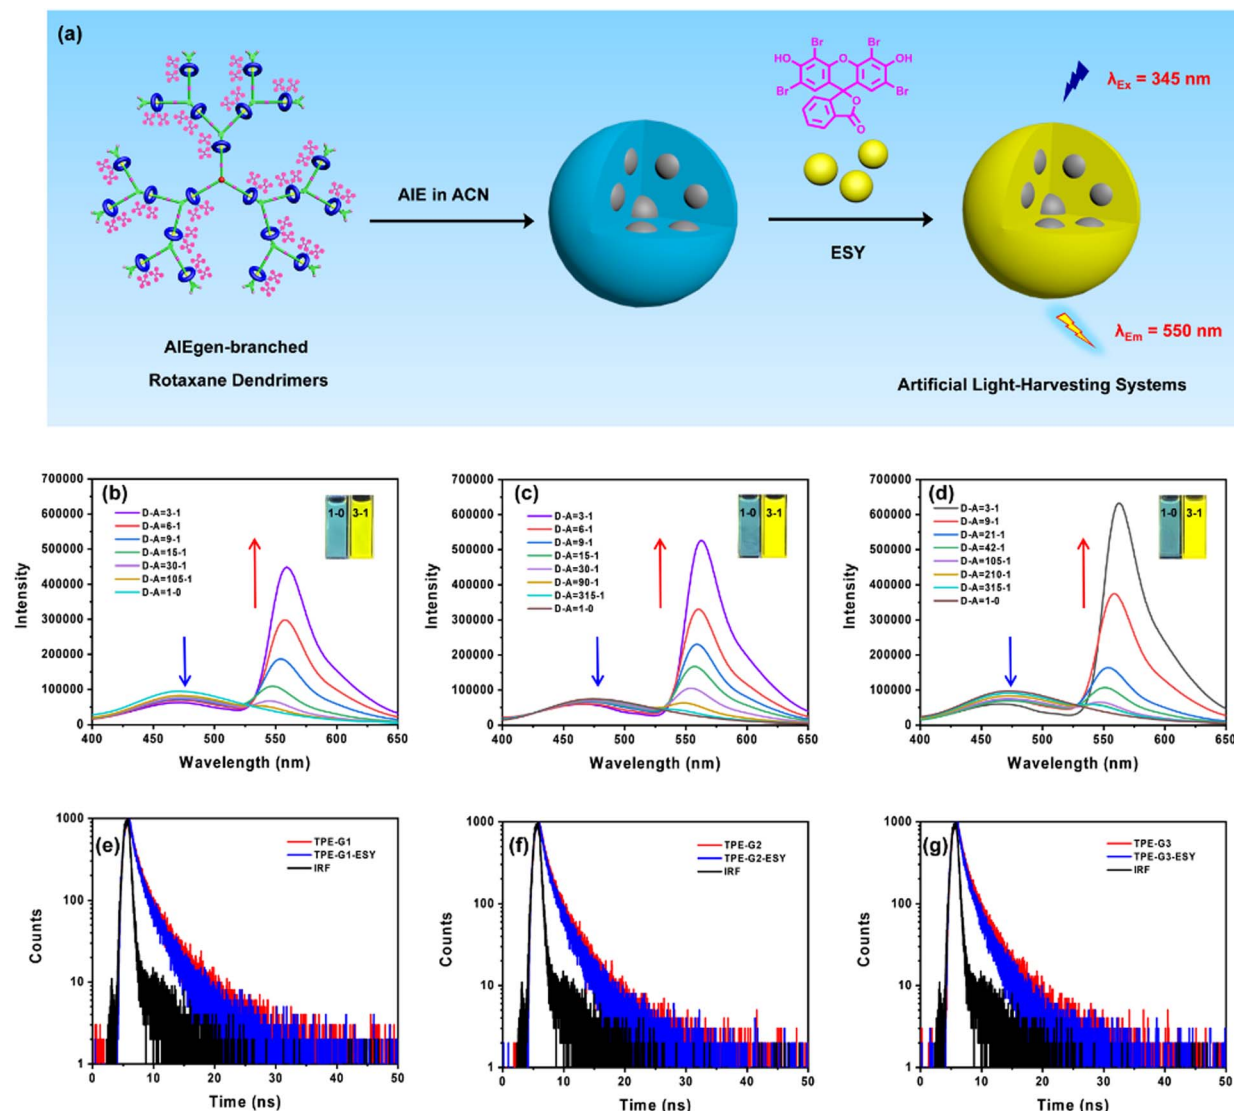 (a)
Br
Br
HO
O
OH
Br
Br
O
O
λEx = 345 nm
AIE in ACN
ESY
λEm = 550 nm
AIEgen-branched
Rotaxane Dendrimers
Artificial Light-Harvesting Systems
(b)
700000
600000
500000
400000
300000
200000
100000
0
Intensity
D-A=3-1
D-A=6-1
D-A=9-1
D-A=15-1
D-A=30-1
D-A=105-1
D-A=1-0
1-0
3-1
400
450
500
550
600
650
Wavelength (nm)
(c)
700000
600000
500000
400000
300000
200000
100000
0
Intensity
D-A=3-1
D-A=6-1
D-A=9-1
D-A=15-1
D-A=30-1
D-A=90-1
D-A=315-1
D-A=1-0
1-0
3-1
400
450
500
550
600
650
Wavelength (nm)
(d)
700000
600000
500000
400000
300000
200000
100000
0
Intensity
D-A=3-1
D-A=9-1
D-A=21-1
D-A=42-1
D-A=105-1
D-A=210-1
D-A=315-1
D-A=1-0
1-0
3-1
400
450
500
550
600
650
Wavelength (nm)
(e)
1000
100
10
1
Counts
TPE-G1
TPE-G1-ESY
IRF
0
10
20
30
40
50
Time (ns)
(f)
1000
100
10
1
Counts
TPE-G2
TPE-G2-ESY
IRF
0
10
20
30
40
50
Time (ns)
(g)
1000
100
10
1
Counts
TPE-G3
TPE-G3-ESY
IRF
0
10
20
30
40
50
Time (ns)